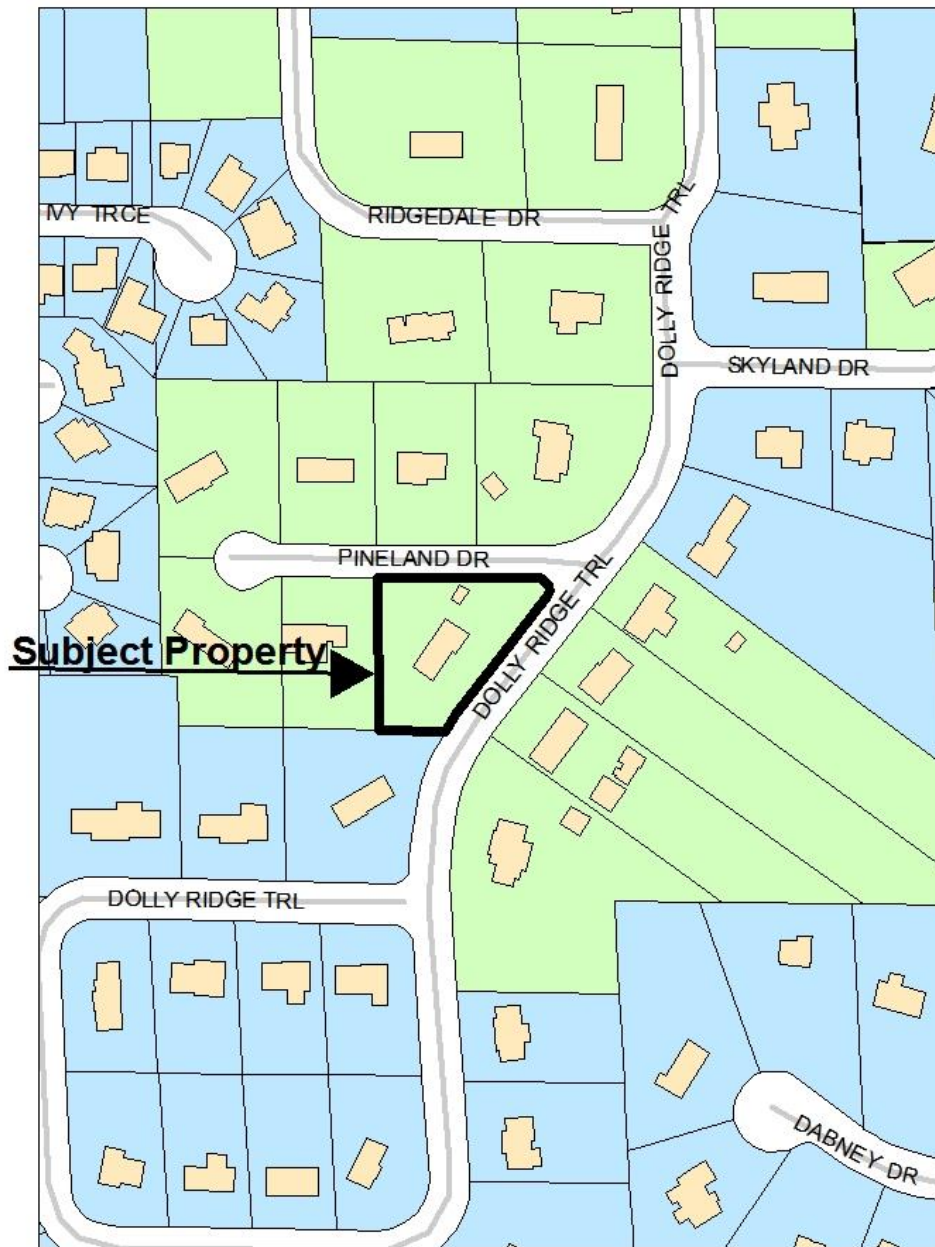 IVY TRCE
RIDGEDALE DR
DOLLY RIDGE TRL
SKYLAND DR
PINELAND DR
DOLLY RIDGE TRL
Subject Property
DOLLY RIDGE TRL
DABNEY DR